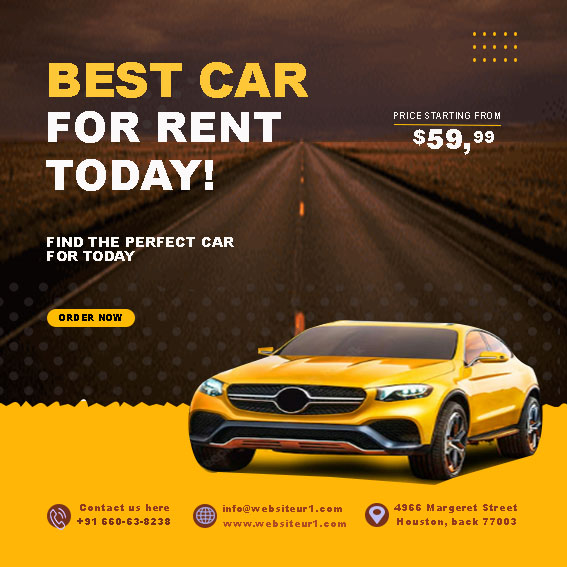 BEST CAR
FOR RENT
TODAY!
PRICE STARTING FROM
$59,99
FIND THE PERFECT CAR
FOR TODAY
ORDER NOW
Contact us here
+91 660-63-8238
info@websiteur1.com
www.websiteur1.com
4966 Margeret Street
Houston, back 77003